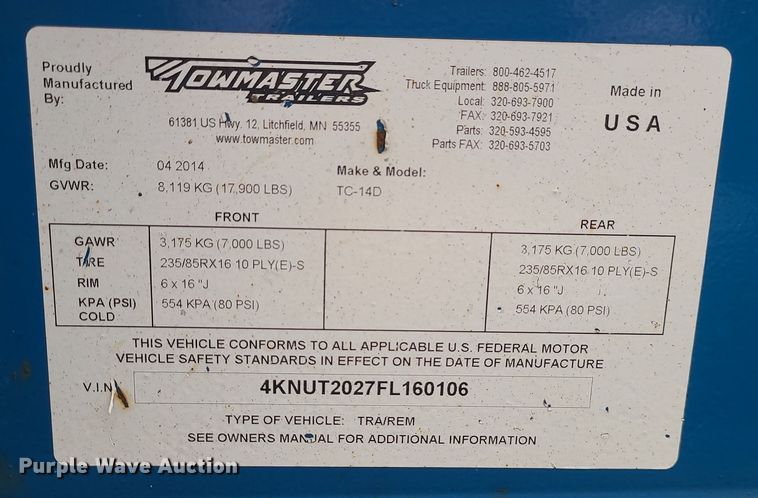 Proudly
Manufactured
By:
TOWMASTER
TRAILERS
61381 US Hwy. 12, Litchfield, MN 55355
www.towmaster.com
Trailers: 800-462-4517
Truck Equipment: 888-805-5971
Local: 320-693-7900
FAX: 320-693-7921
Parts: 320-593-4595
Parts FAX: 320-693-5703
Made in
USA
Mfg.Date: 04 2014 Make & Model:
GVWR: 8,119 KG (17,900 LBS) TC-14D
FRONT REAR
GAWR 3,175 KG (7,000 LBS) 3,175 KG (7,000 LBS)
TIRE 235/85RX16 10 PLY(E)-S 235/85RX16 10 PLY(E)-S
RIM 6 x 16 "J 6 x 16 "J
KPA (PSI) 554 KPA (80 PSI) 554 KPA (80 PSI)
COLD
THIS VEHICLE CONFORMS TO ALL APPLICABLE U.S. FEDERAL MOTOR
VEHICLE SAFETY STANDARDS IN EFFECT ON THE DATE OF MANUFACTURE
V.I.N. 4KNUT2027FL160106
TYPE OF VEHICLE: TRA/REM
SEE OWNERS MANUAL FOR ADDITIONAL INFORMATION
Purple Wave Auction